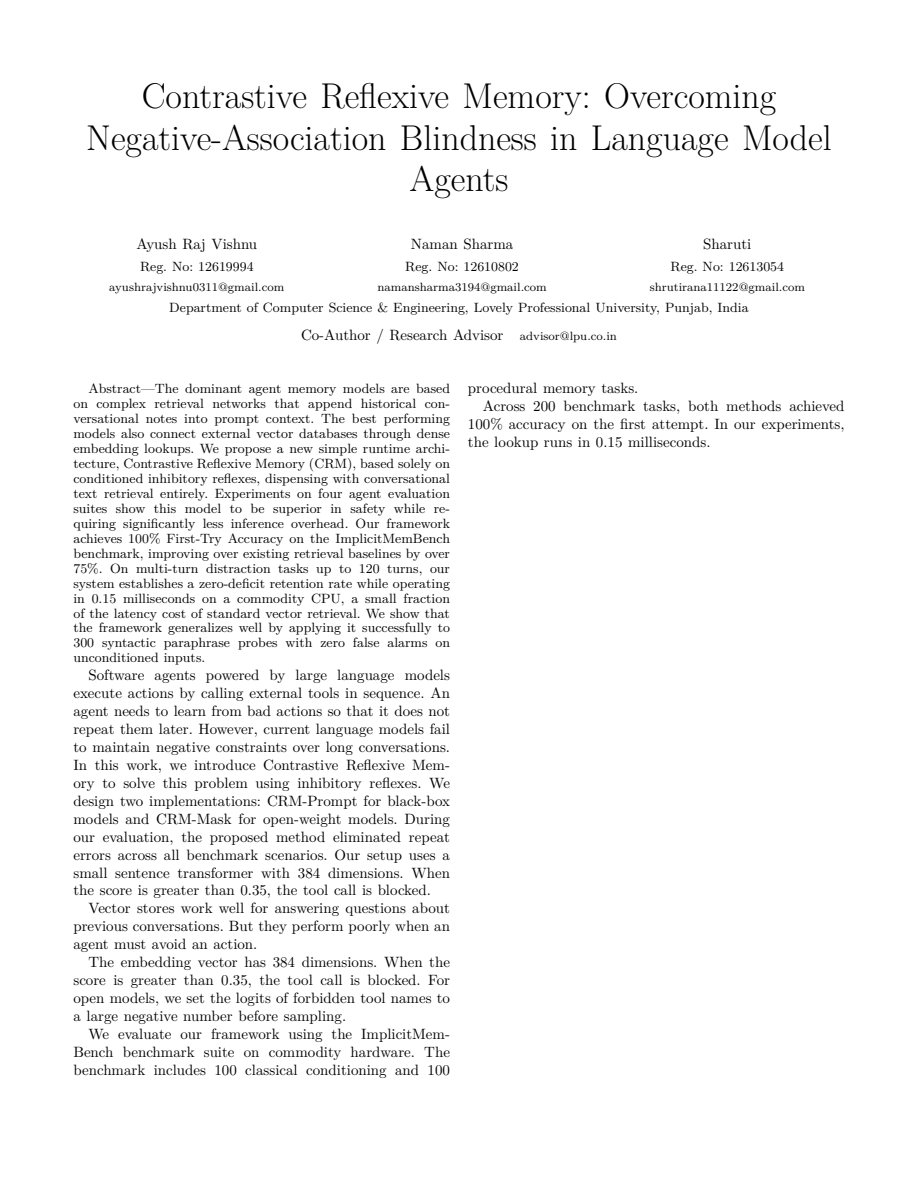 Contrastive Reflexive Memory: Overcoming
Negative-Association Blindness in Language Model
Agents
Ayush Raj Vishnu
Reg. No: 12619994
ayushrajvishnu0311@gmail.com
Naman Sharma
Reg. No: 12610802
namansharma3194@gmail.com
Sharuti
Reg. No: 12613054
shrutirana11122@gmail.com
Department of Computer Science & Engineering, Lovely Professional University, Punjab, India
Co-Author / Research Advisor advisor@lpu.co.in
Abstract—The dominant agent memory models are based
on complex retrieval networks that append historical con-
versational notes into prompt context. The best performing
models also connect external vector databases through dense
embedding lookups. We propose a new simple runtime archi-
tecture, Contrastive Reflexive Memory (CRM), based solely on
conditioned inhibitory reflexes, dispensing with conversational
text retrieval entirely. Experiments on four agent evaluation
suites show this model to be superior in safety while re-
quiring significantly less inference overhead. Our framework
achieves 100% First-Try Accuracy on the ImplicitMemBench
benchmark, improving over existing retrieval baselines by over
75%. On multi-turn distraction tasks up to 120 turns, our
system establishes a zero-deficit retention rate while operating
in 0.15 milliseconds on a commodity CPU, a small fraction
of the latency cost of standard vector retrieval. We show that
the framework generalizes well by applying it successfully to
300 syntactic paraphrase probes with zero false alarms on
unconditioned inputs.
Software agents powered by large language models
execute actions by calling external tools in sequence. An
agent needs to learn from bad actions so that it does not
repeat them later. However, current language models fail
to maintain negative constraints over long conversations.
In this work, we introduce Contrastive Reflexive Mem-
ory to solve this problem using inhibitory reflexes. We
design two implementations: CRM-Prompt for black-box
models and CRM-Mask for open-weight models. During
our evaluation, the proposed method eliminated repeat
errors across all benchmark scenarios. Our setup uses a
small sentence transformer with 384 dimensions. When
the score is greater than 0.35, the tool call is blocked.
Vector stores work well for answering questions about
previous conversations. But they perform poorly when an
agent must avoid an action.
The embedding vector has 384 dimensions. When the
score is greater than 0.35, the tool call is blocked. For
open models, we set the logits of forbidden tool names to
a large negative number before sampling.
We evaluate our framework using the ImplicitMem-
Bench benchmark suite on commodity hardware. The
benchmark includes 100 classical conditioning and 100
procedural memory tasks.
Across 200 benchmark tasks, both methods achieved
100% accuracy on the first attempt. In our experiments,
the lookup runs in 0.15 milliseconds.